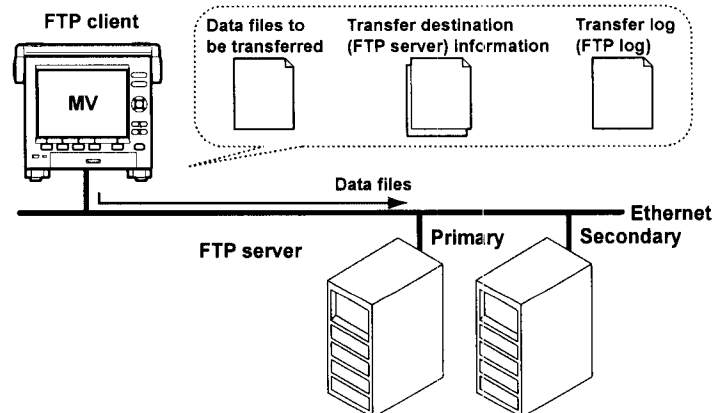 FTP client
Data files to
be transferred
Transfer destination
(FTP server) information
Transfer log
(FTP log)
MV
Data files
Ethernet
Primary
Secondary
FTP server